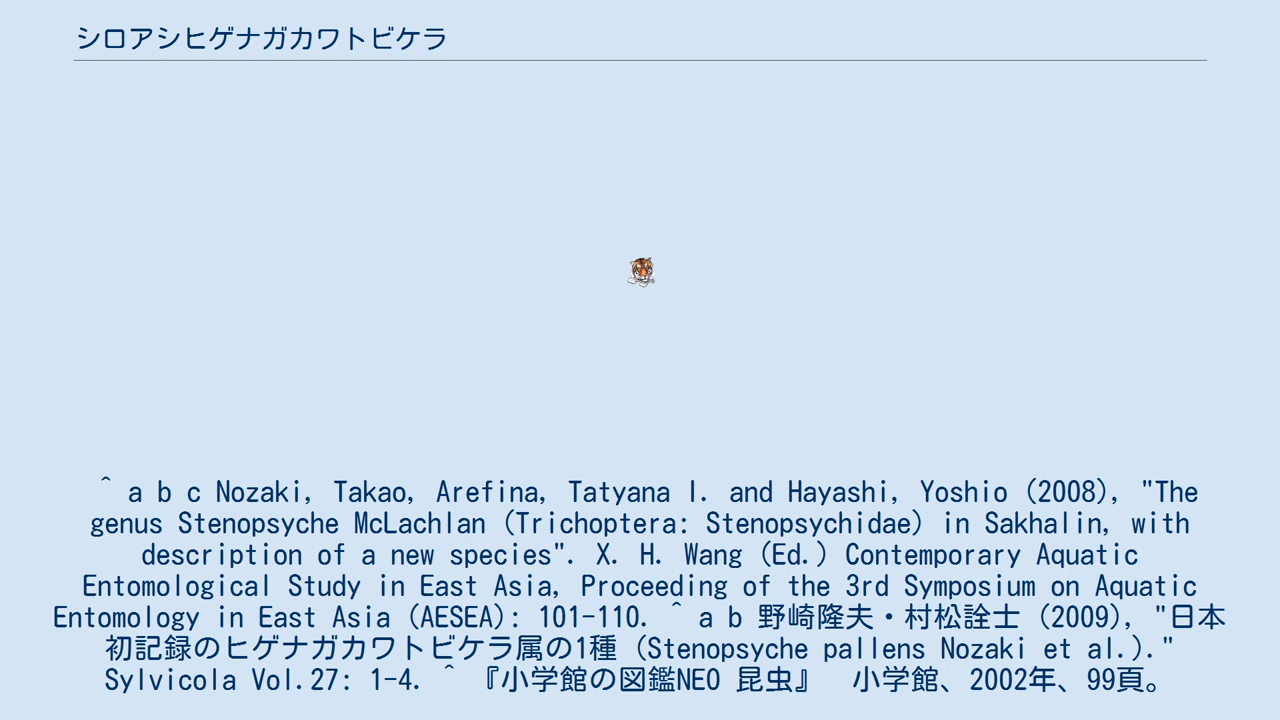 シロアシヒゲナガカワトビケラ
^ a b c Nozaki, Takao, Arefina, Tatyana I. and Hayashi, Yoshio (2008), "The
genus Stenopsyche McLachlan (Trichoptera: Stenopsychidae) in Sakhalin, with
description of a new species". X. H. Wang (Ed.) Contemporary Aquatic
Entomological Study in East Asia, Proceeding of the 3rd Symposium on Aquatic
Entomology in East Asia (AESEA): 101-110. ^ a b 野崎隆夫・村松詮士 (2009), "日本
初記録のヒゲナガカワトビケラ属の1種 (Stenopsyche pallens Nozaki et al.)."
Sylvicola Vol.27: 1-4. ^ 『小学館の図鑑NEO 昆虫』　小学館、2002年、99頁。